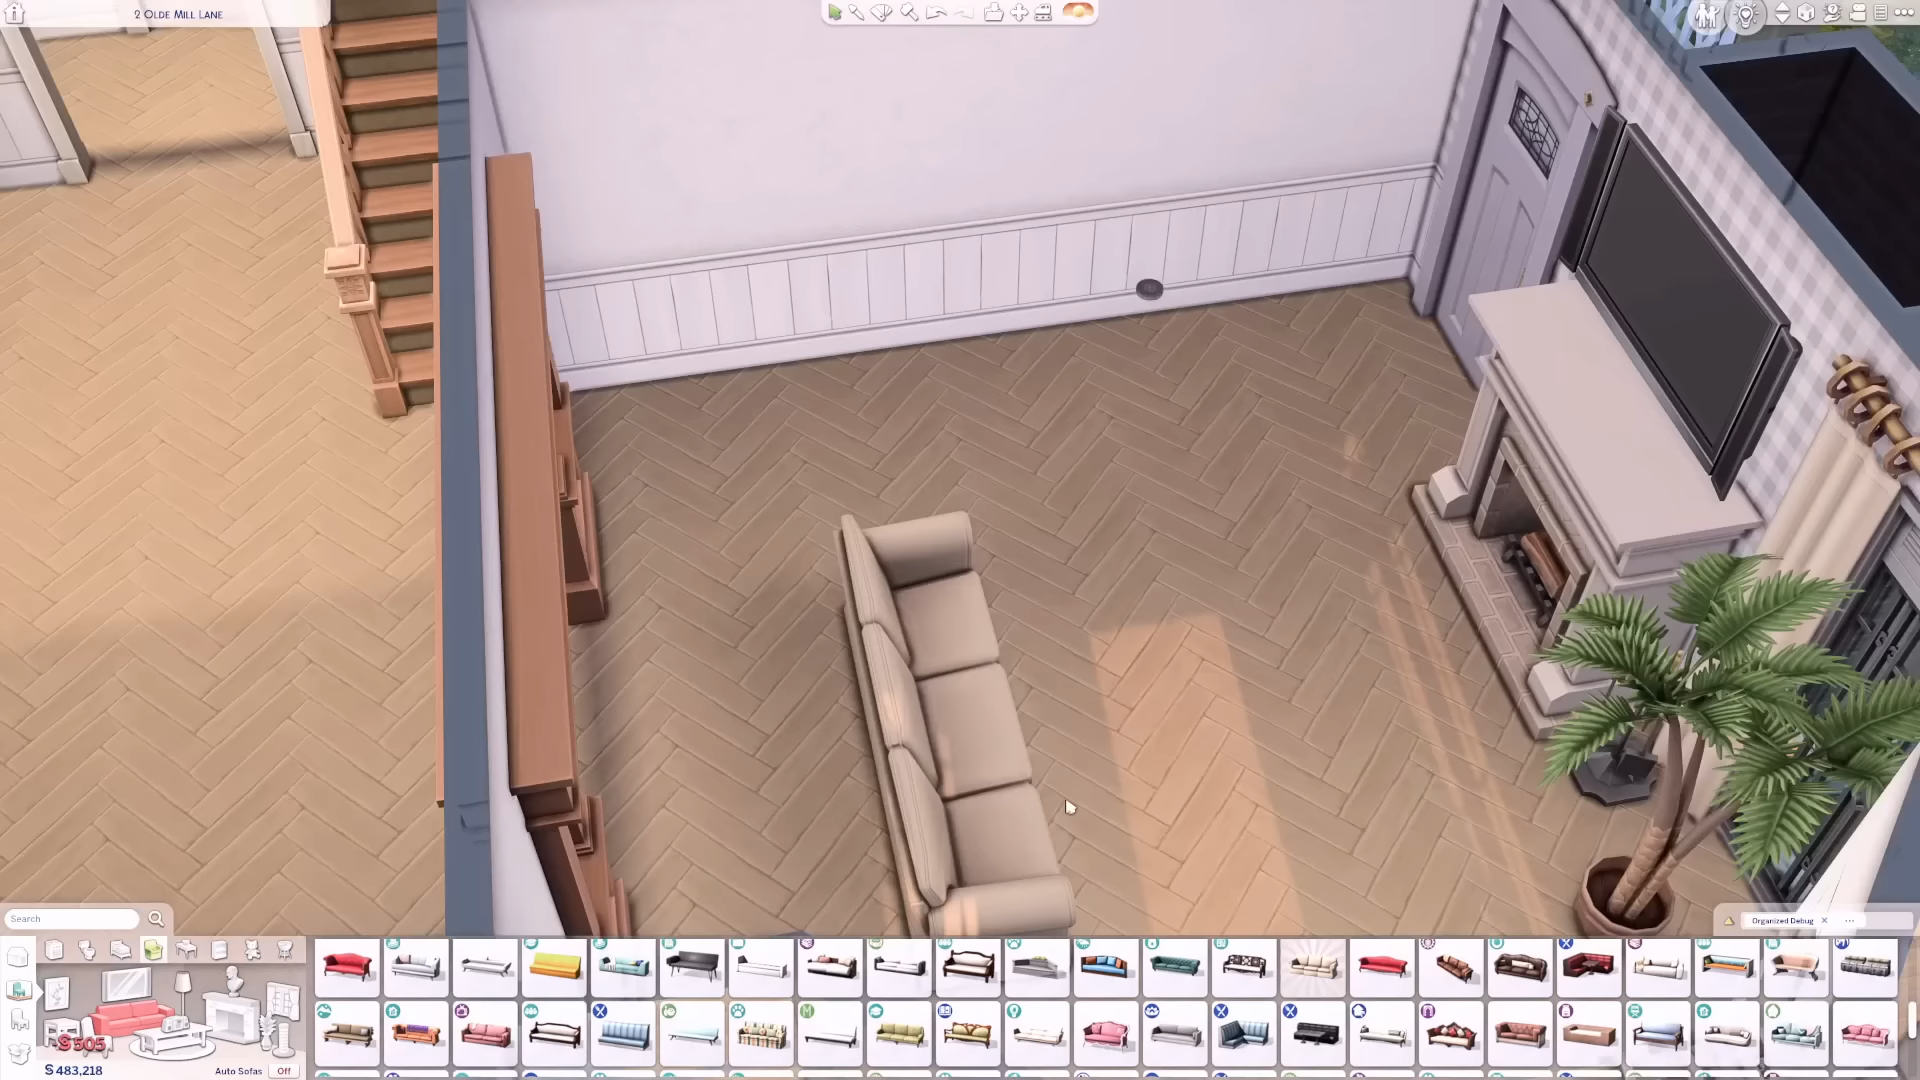 2 Olde Mill Lane
Search
Organized Debug
§505
§483,218
Auto Sofas
Off